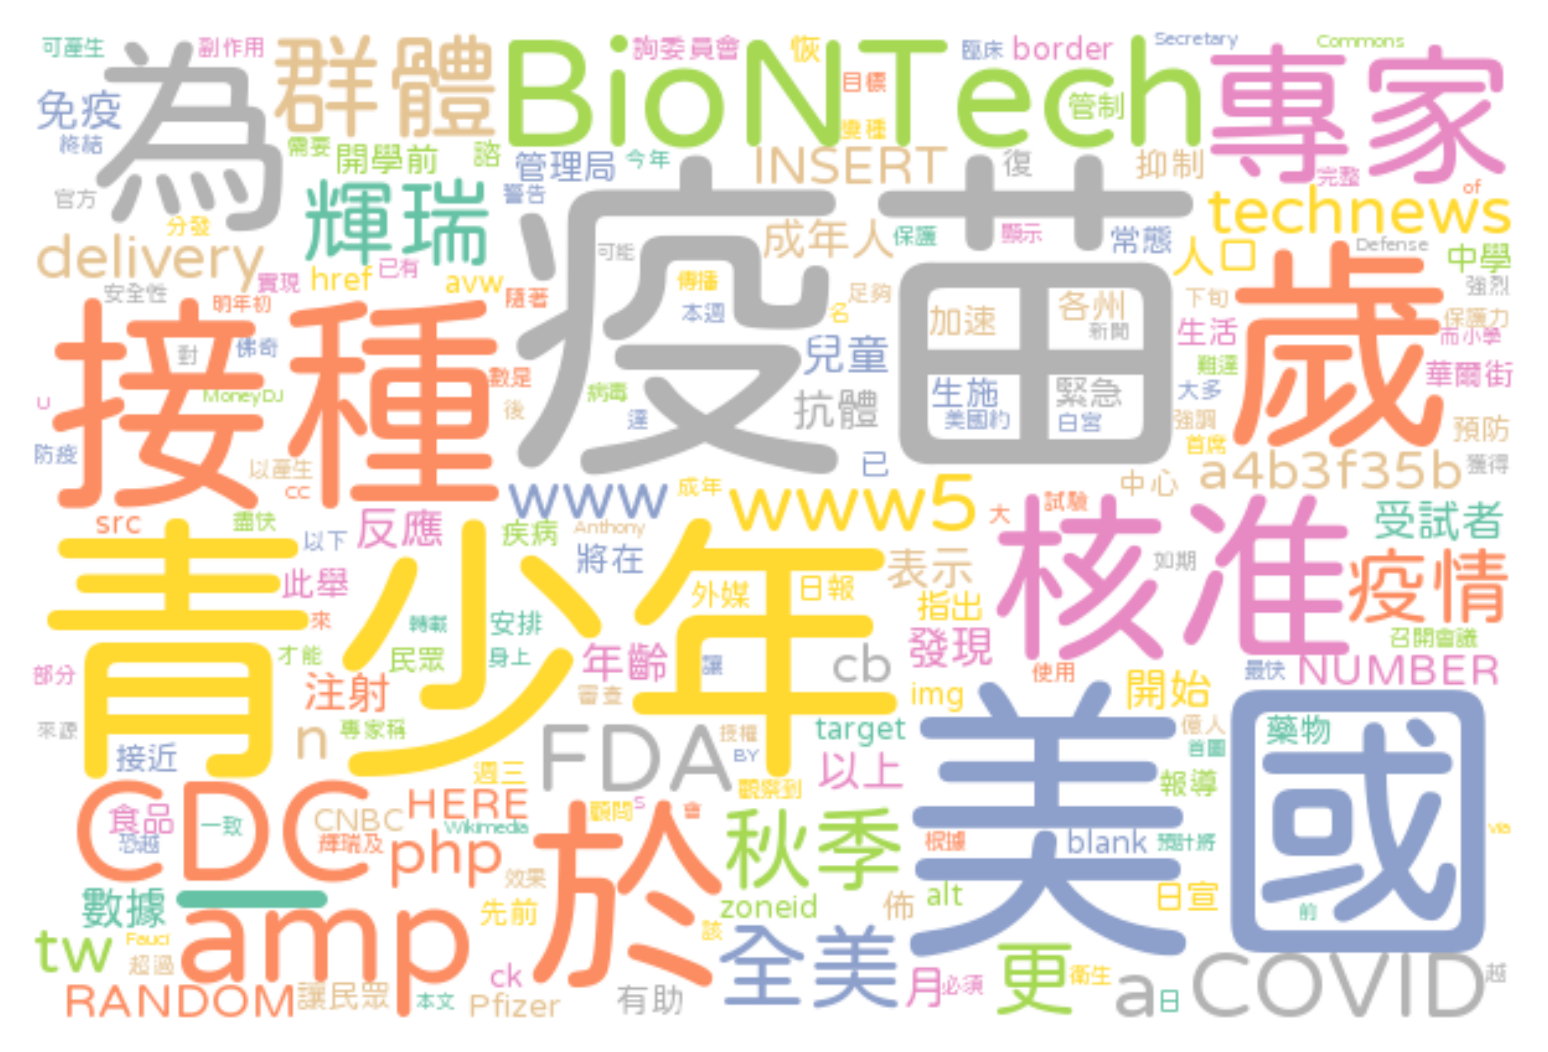 可產生 副作用 群體 BioNTech 詢委員會 恢 臨床 border Secretary Commons
為 免疫 目標 管制 專家
終結 需要 開學前 諮 管理局 今年 變種 INSERT 復 抑制 完整
官方 輝瑞 警告 疫苗 technews of
分發 成年人 保護 顯示 常態 人口 Defense 中學
delivery 實現 href 已有 avw 可能 傳播 足夠 歲 強烈
安全性 明年初 隨著 本週 名 加速 各州 新聞 下旬 保護力
接種 對 佛奇 兒童 生活 而小學
MoneyDJ 數是 病毒 抗體 生施 緊急 難達 大多 華爾街
U 後 達 美國約 白宮 強調 預防
防疫 以產生 已 首席 a4b3f35b 獲得
cc www 成年 www5 中心
src 盡快 反應 疾病 Anthony 大 試驗 核准 受試者
青少年 以下 將在 表示 如期 疫情
此舉 外媒 日報 指出
來 轉載 安排 發現 召開會議
部分 才能 民眾 身上 年齡 讓 cb 使用 最快 NUMBER
注射 審查 img 開始
來源 n 專家稱 FDA 授權 target 美國 億人 藥物
接近 BY 以上 首圖
週三 觀察到 報導
CDC 食品 一致 CNBC HERE 顧問 s 會 秋季
恐越 輝瑞及 Wikimedia php 於 根據 blank 預計將 via
數據 _ 效果 zoneid 佈 alt 日宣 前
tw Fauci amp 先前 該 全美
超過 ck 更 衛生 COVID 越
RANDOM 讓民眾 本文 Pfizer 有助 月 必須 a 日